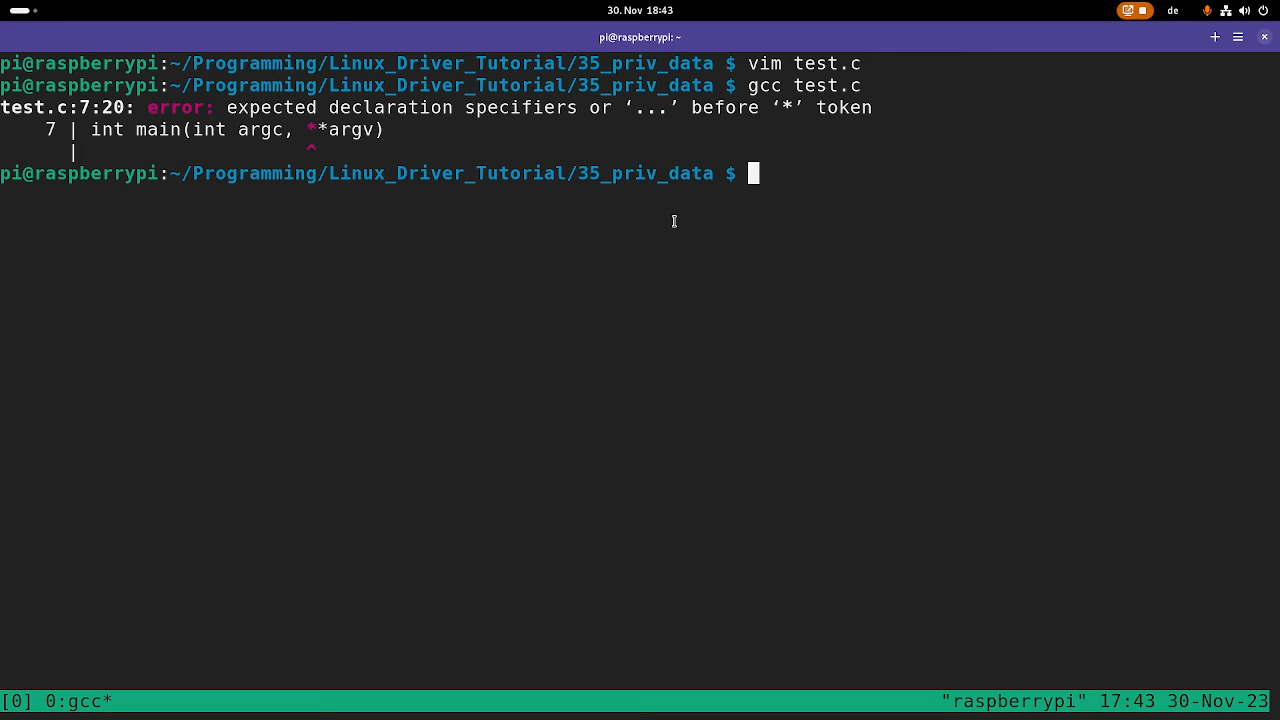 30. Nov 18:43
de
pi@raspberrypi: ~
pi@raspberrypi:~/Programming/Linux_Driver_Tutorial/35_priv_data $ vim test.c
pi@raspberrypi:~/Programming/Linux_Driver_Tutorial/35_priv_data $ gcc test.c
test.c:7:20: error: expected declaration specifiers or ‘...’ before ‘*’ token
    7 | int main(int argc, **argv)
      |                    ^
pi@raspberrypi:~/Programming/Linux_Driver_Tutorial/35_priv_data $
[0] 0:gcc* "raspberrypi" 17:43 30-Nov-23